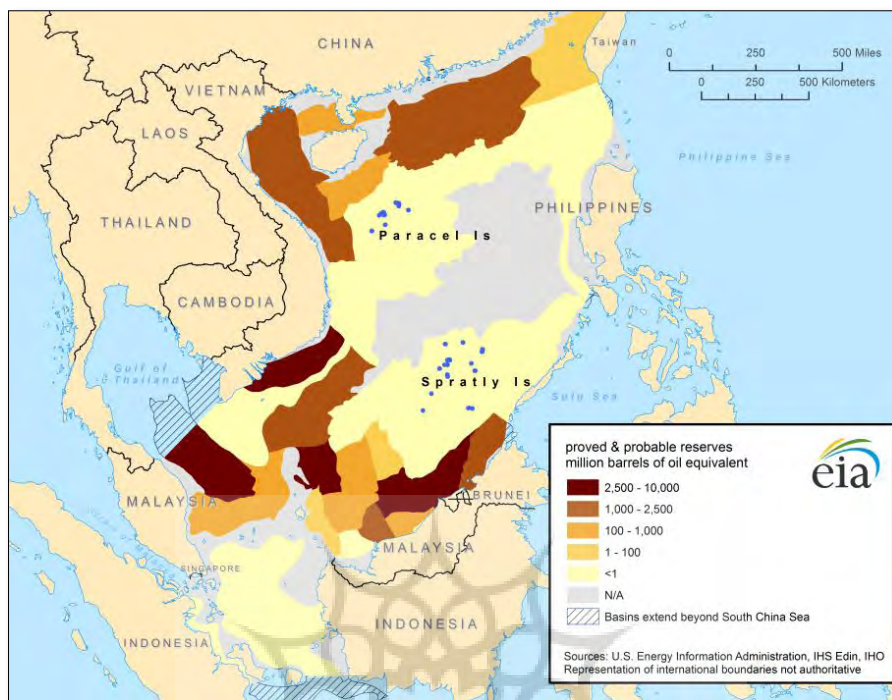 CHINA
Taiwan
0 250 500 Miles
0 250 500 Kilometers
VIETNAM
LAOS
Philippine Sea
THAILAND
PHILIPPINES
Paracel Is
CAMBODIA
Gulf of
Thailand
Spratly Is
Sulu Sea
proved & probable reserves
million barrels of oil equivalent
eia
2,500 - 10,000
1,000 - 2,500
100 - 1,000
1 - 100
<1
N/A
Basins extend beyond South China Sea
Sources: U.S. Energy Information Administration, IHS Edin, IHO
Representation of international boundaries not authoritative
MALAYSIA
BRUNEI
MALAYSIA
SINGAPORE
INDONESIA
INDONESIA